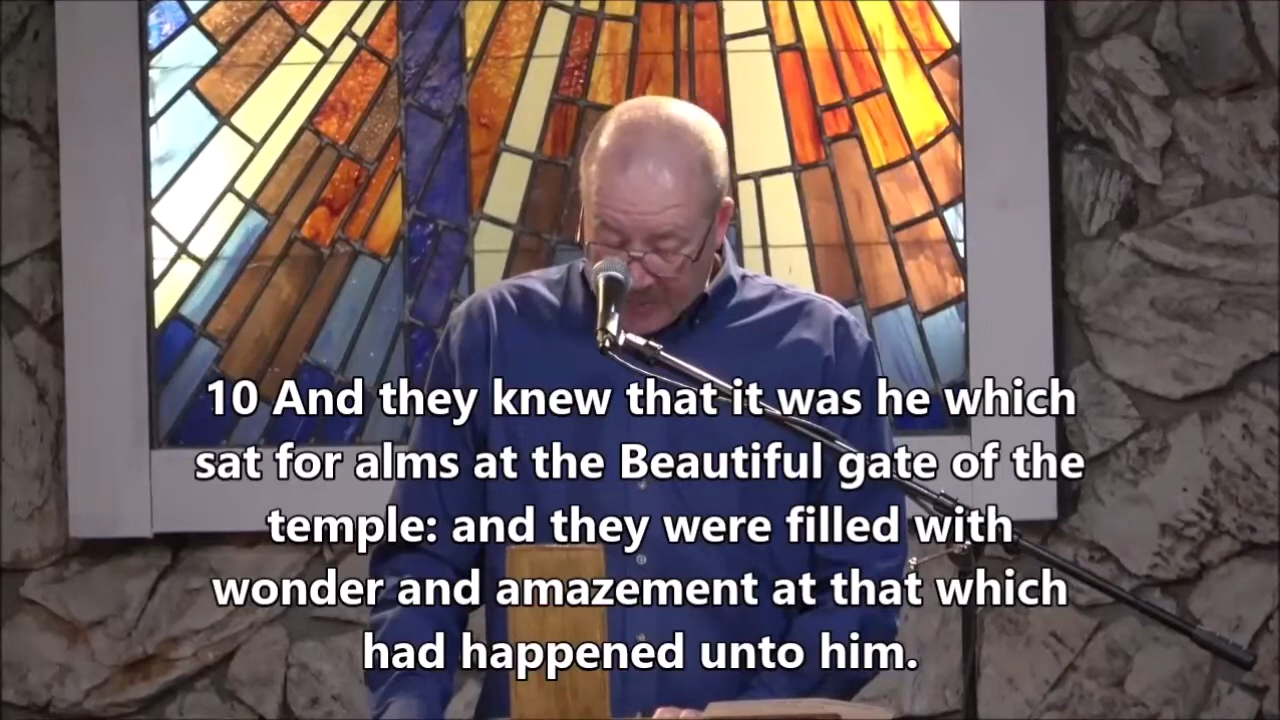 10 And they knew that it was he which
sat for alms at the Beautiful gate of the
temple: and they were filled with
wonder and amazement at that which
had happened unto him.